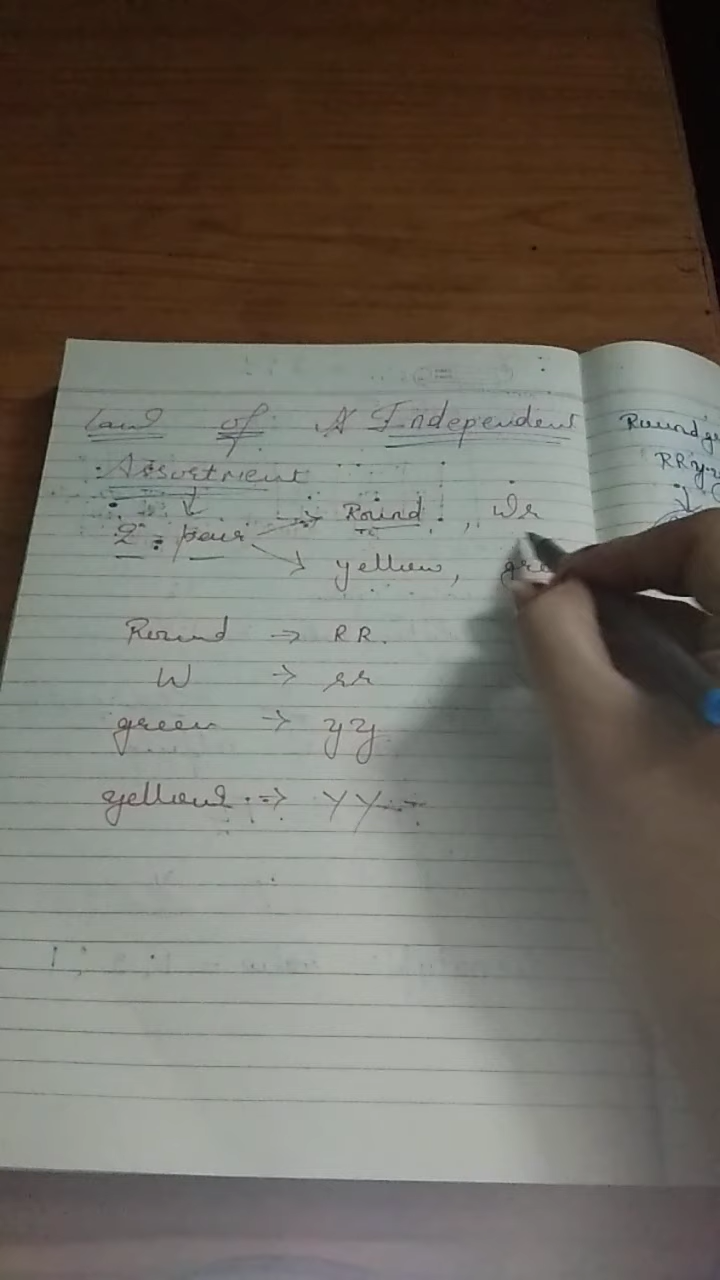 Law of A Independent
Assortment
2 pair → Round, Wr
→ yellow, gre
Round → RR.
W → rr
green → yy
yellow → YY
Round gr
RRyy